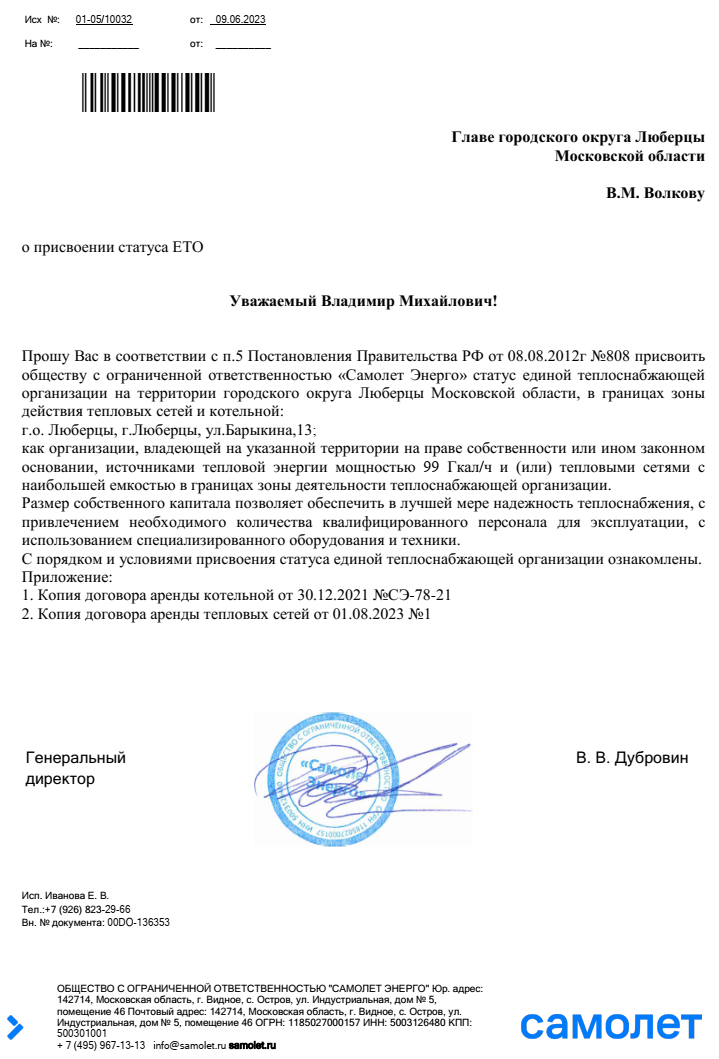 Исх №: 01-05/10032 от: 09.06.2023
На №: ___________ от: __________
Главе городского округа Люберцы
Московской области
В.М. Волкову
о присвоении статуса ЕТО
Уважаемый Владимир Михайлович!
Прошу Вас в соответствии с п.5 Постановления Правительства РФ от 08.08.2012г №808 присвоить
обществу с ограниченной ответственностью «Самолет Энерго» статус единой теплоснабжающей
организации на территории городского округа Люберцы Московской области, в границах зоны
действия тепловых сетей и котельной:
г.о. Люберцы, г.Люберцы, ул.Барыкина,13;
как организации, владеющей на указанной территории на праве собственности или ином законном
основании, источниками тепловой энергии мощностью 99 Гкал/ч и (или) тепловыми сетями с
наибольшей емкостью в границах зоны деятельности теплоснабжающей организации.
Размер собственного капитала позволяет обеспечить в лучшей мере надежность теплоснабжения, с
привлечением необходимого количества квалифицированного персонала для эксплуатации, с
использованием специализированного оборудования и техники.
С порядком и условиями присвоения статуса единой теплоснабжающей организации ознакомлены.
Приложение:
1. Копия договора аренды котельной от 30.12.2021 №СЭ-78-21
2. Копия договора аренды тепловых сетей от 01.08.2023 №1
Генеральный
директор
ОБЩЕСТВО С ОГРАНИЧЕННОЙ ОТВЕТСТВЕННОСТЬЮ
«Самолет
Энерго»
ОГРН 1185027000157 ИНН
В. В. Дубровин
Исп. Иванова Е. В.
Тел.:+7 (926) 823-29-66
Вн. № документа: 00DO-136353
ОБЩЕСТВО С ОГРАНИЧЕННОЙ ОТВЕТСТВЕННОСТЬЮ "САМОЛЕТ ЭНЕРГО" Юр. адрес:
142714, Московская область, г. Видное, с. Остров, ул. Индустриальная, дом № 5,
помещение 46 Почтовый адрес: 142714, Московская область, г. Видное, с. Остров, ул.
Индустриальная, дом № 5, помещение 46 ОГРН: 1185027000157 ИНН: 5003126480 КПП:
500301001
+ 7 (495) 967-13-13 info@samolet.ru samolet.ru
самолет